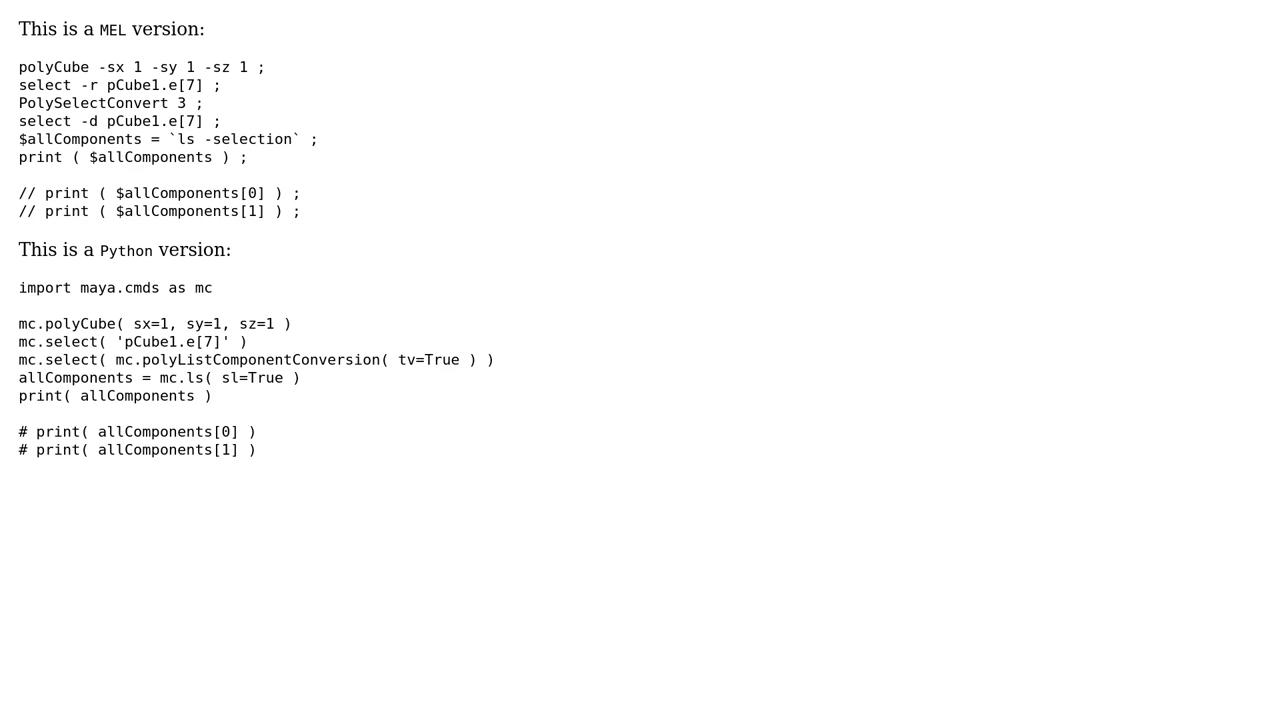 This is a MEL version:
polyCube -sx 1 -sy 1 -sz 1 ;
select -r pCube1.e[7] ;
PolySelectConvert 3 ;
select -d pCube1.e[7] ;
$allComponents = `ls -selection` ;
print ( $allComponents ) ;
// print ( $allComponents[0] ) ;
// print ( $allComponents[1] ) ;
This is a Python version:
import maya.cmds as mc
mc.polyCube( sx=1, sy=1, sz=1 )
mc.select( 'pCube1.e[7]' )
mc.select( mc.polyListComponentConversion( tv=True ) )
allComponents = mc.ls( sl=True )
print( allComponents )
# print( allComponents[0] )
# print( allComponents[1] )